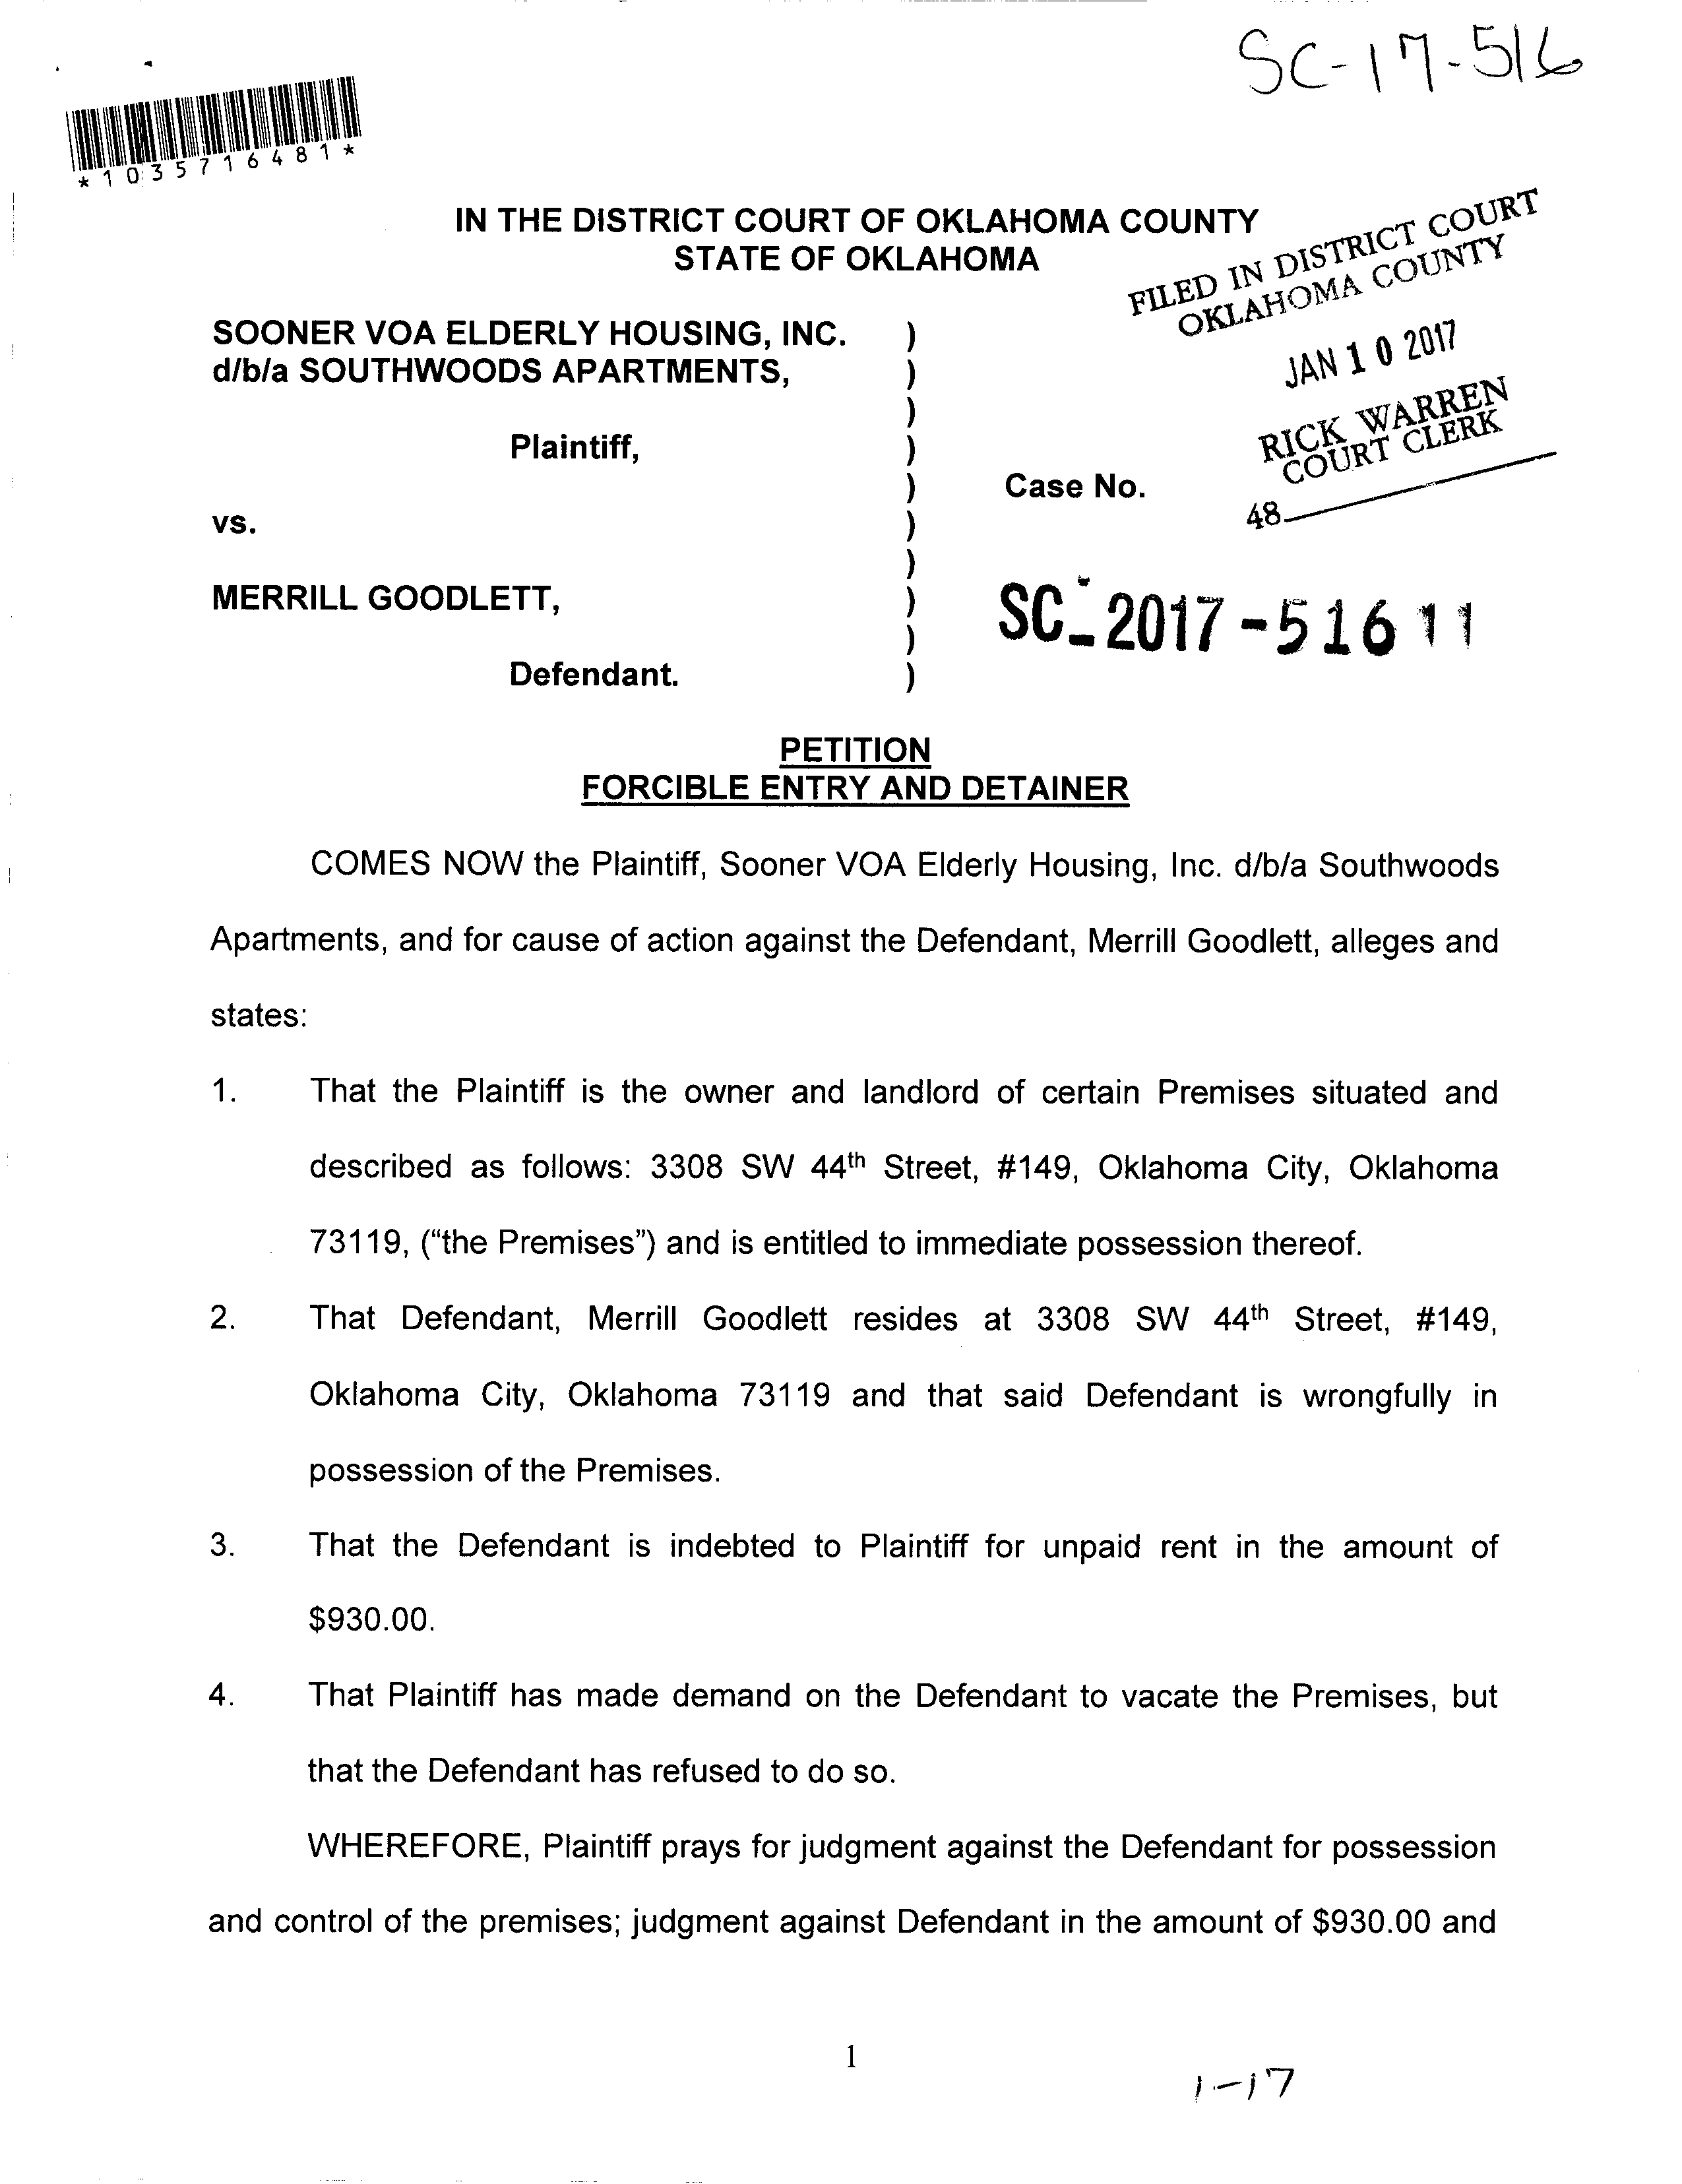 SC-17-516
*1035716481*
IN THE DISTRICT COURT OF OKLAHOMA COUNTY
STATE OF OKLAHOMA
FILED IN DISTRICT COURT
OKLAHOMA COUNTY
JAN 10 2017
RICK WARREN
COURT CLERK
48
SOONER VOA ELDERLY HOUSING, INC. )
d/b/a SOUTHWOODS APARTMENTS, )
)
Plaintiff, )
) Case No.
vs. )
)
MERRILL GOODLETT, ) SC-2017-51611
)
Defendant. )
PETITION
FORCIBLE ENTRY AND DETAINER
COMES NOW the Plaintiff, Sooner VOA Elderly Housing, Inc. d/b/a Southwoods
Apartments, and for cause of action against the Defendant, Merrill Goodlett, alleges and
states:
1. That the Plaintiff is the owner and landlord of certain Premises situated and
described as follows: 3308 SW 44th Street, #149, Oklahoma City, Oklahoma
73119, (“the Premises”) and is entitled to immediate possession thereof.
2. That Defendant, Merrill Goodlett resides at 3308 SW 44th Street, #149,
Oklahoma City, Oklahoma 73119 and that said Defendant is wrongfully in
possession of the Premises.
3. That the Defendant is indebted to Plaintiff for unpaid rent in the amount of
$930.00.
4. That Plaintiff has made demand on the Defendant to vacate the Premises, but
that the Defendant has refused to do so.
WHEREFORE, Plaintiff prays for judgment against the Defendant for possession
and control of the premises; judgment against Defendant in the amount of $930.00 and
1
1-17